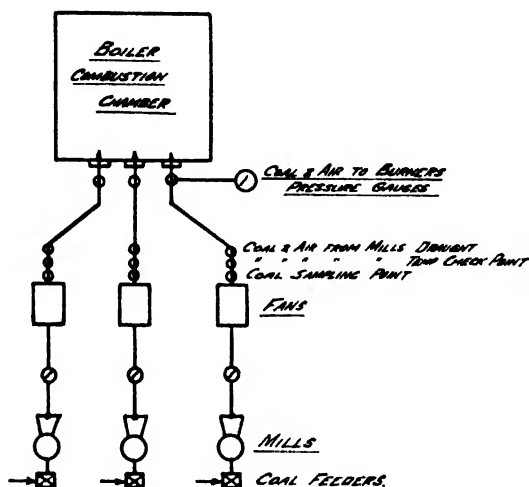 BOILER
COMBUSTION
CHAMBER
COAL & AIR TO BURNERS
PRESSURE GAUGES
COAL & AIR FROM MILLS DRAUGHT
" " " " " TEMP CHECK POINT
COAL SAMPLING POINT
FANS
MILLS
COAL FEEDERS.